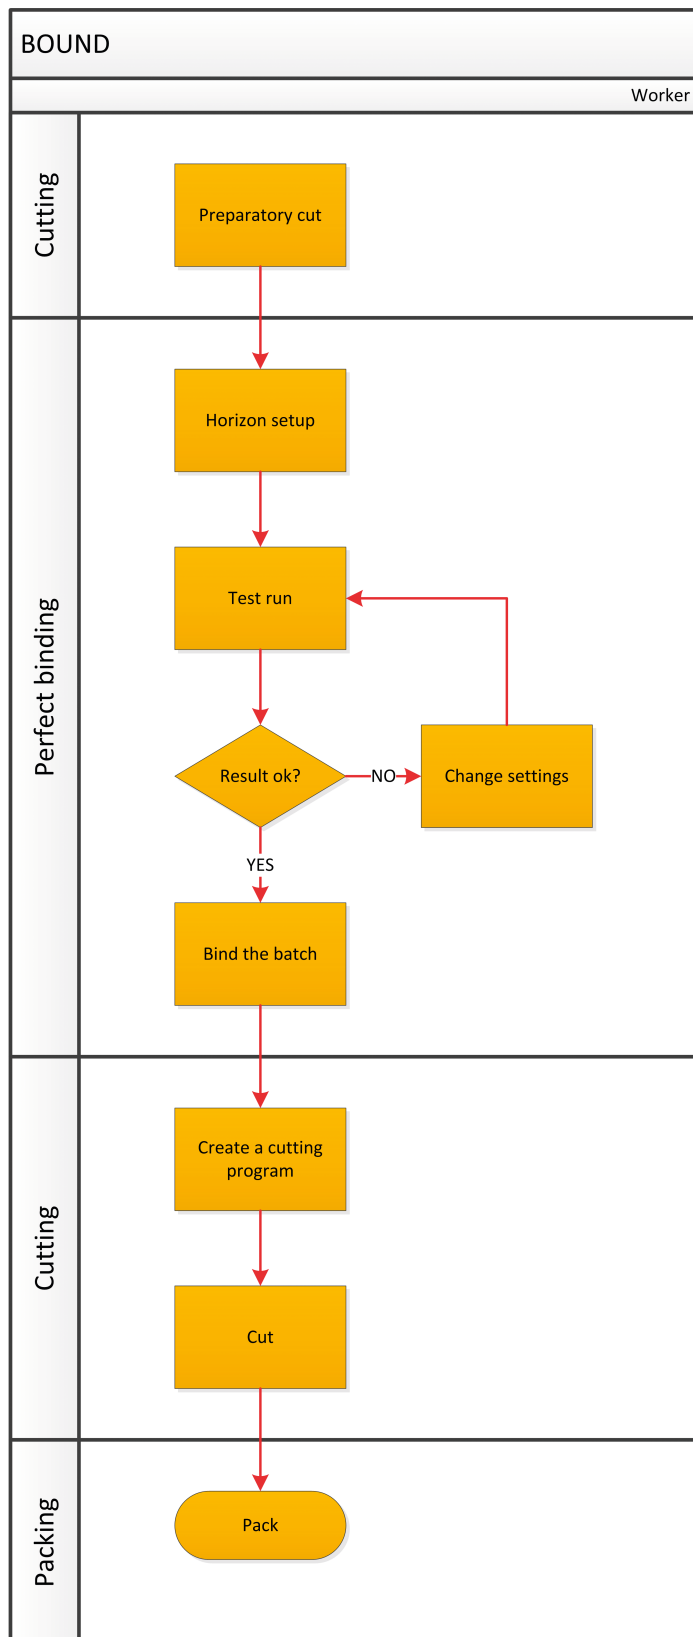 BOUND
Worker
Cutting
Preparatory cut
Perfect binding
Horizon setup
Test run
Result ok?
NO
Change settings
YES
Bind the batch
Cutting
Create a cutting
program
Cut
Packing
Pack